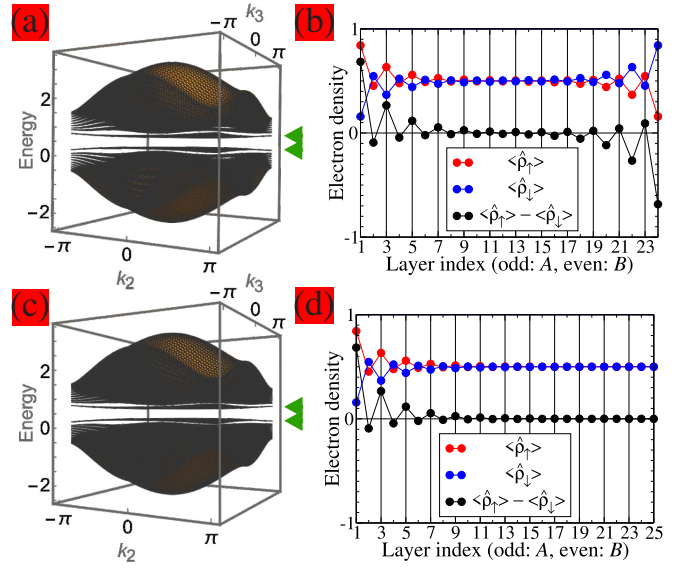 (a)
−π
k3
0
π
Energy
2
0
−2
−π
0
k2
π
(b)
Electron density
1
0
-1
<ρ̂↑>
<ρ̂↓>
<ρ̂↑> − <ρ̂↓>
1 3 5 7 9 11 13 15 17 19 21 23
Layer index (odd: A, even: B)
(c)
−π
k3
0
π
Energy
2
0
−2
−π
0
k2
π
(d)
Electron density
1
0
-1
<ρ̂↑>
<ρ̂↓>
<ρ̂↑> − <ρ̂↓>
1 3 5 7 9 11 13 15 17 19 21 23 25
Layer index (odd: A, even: B)